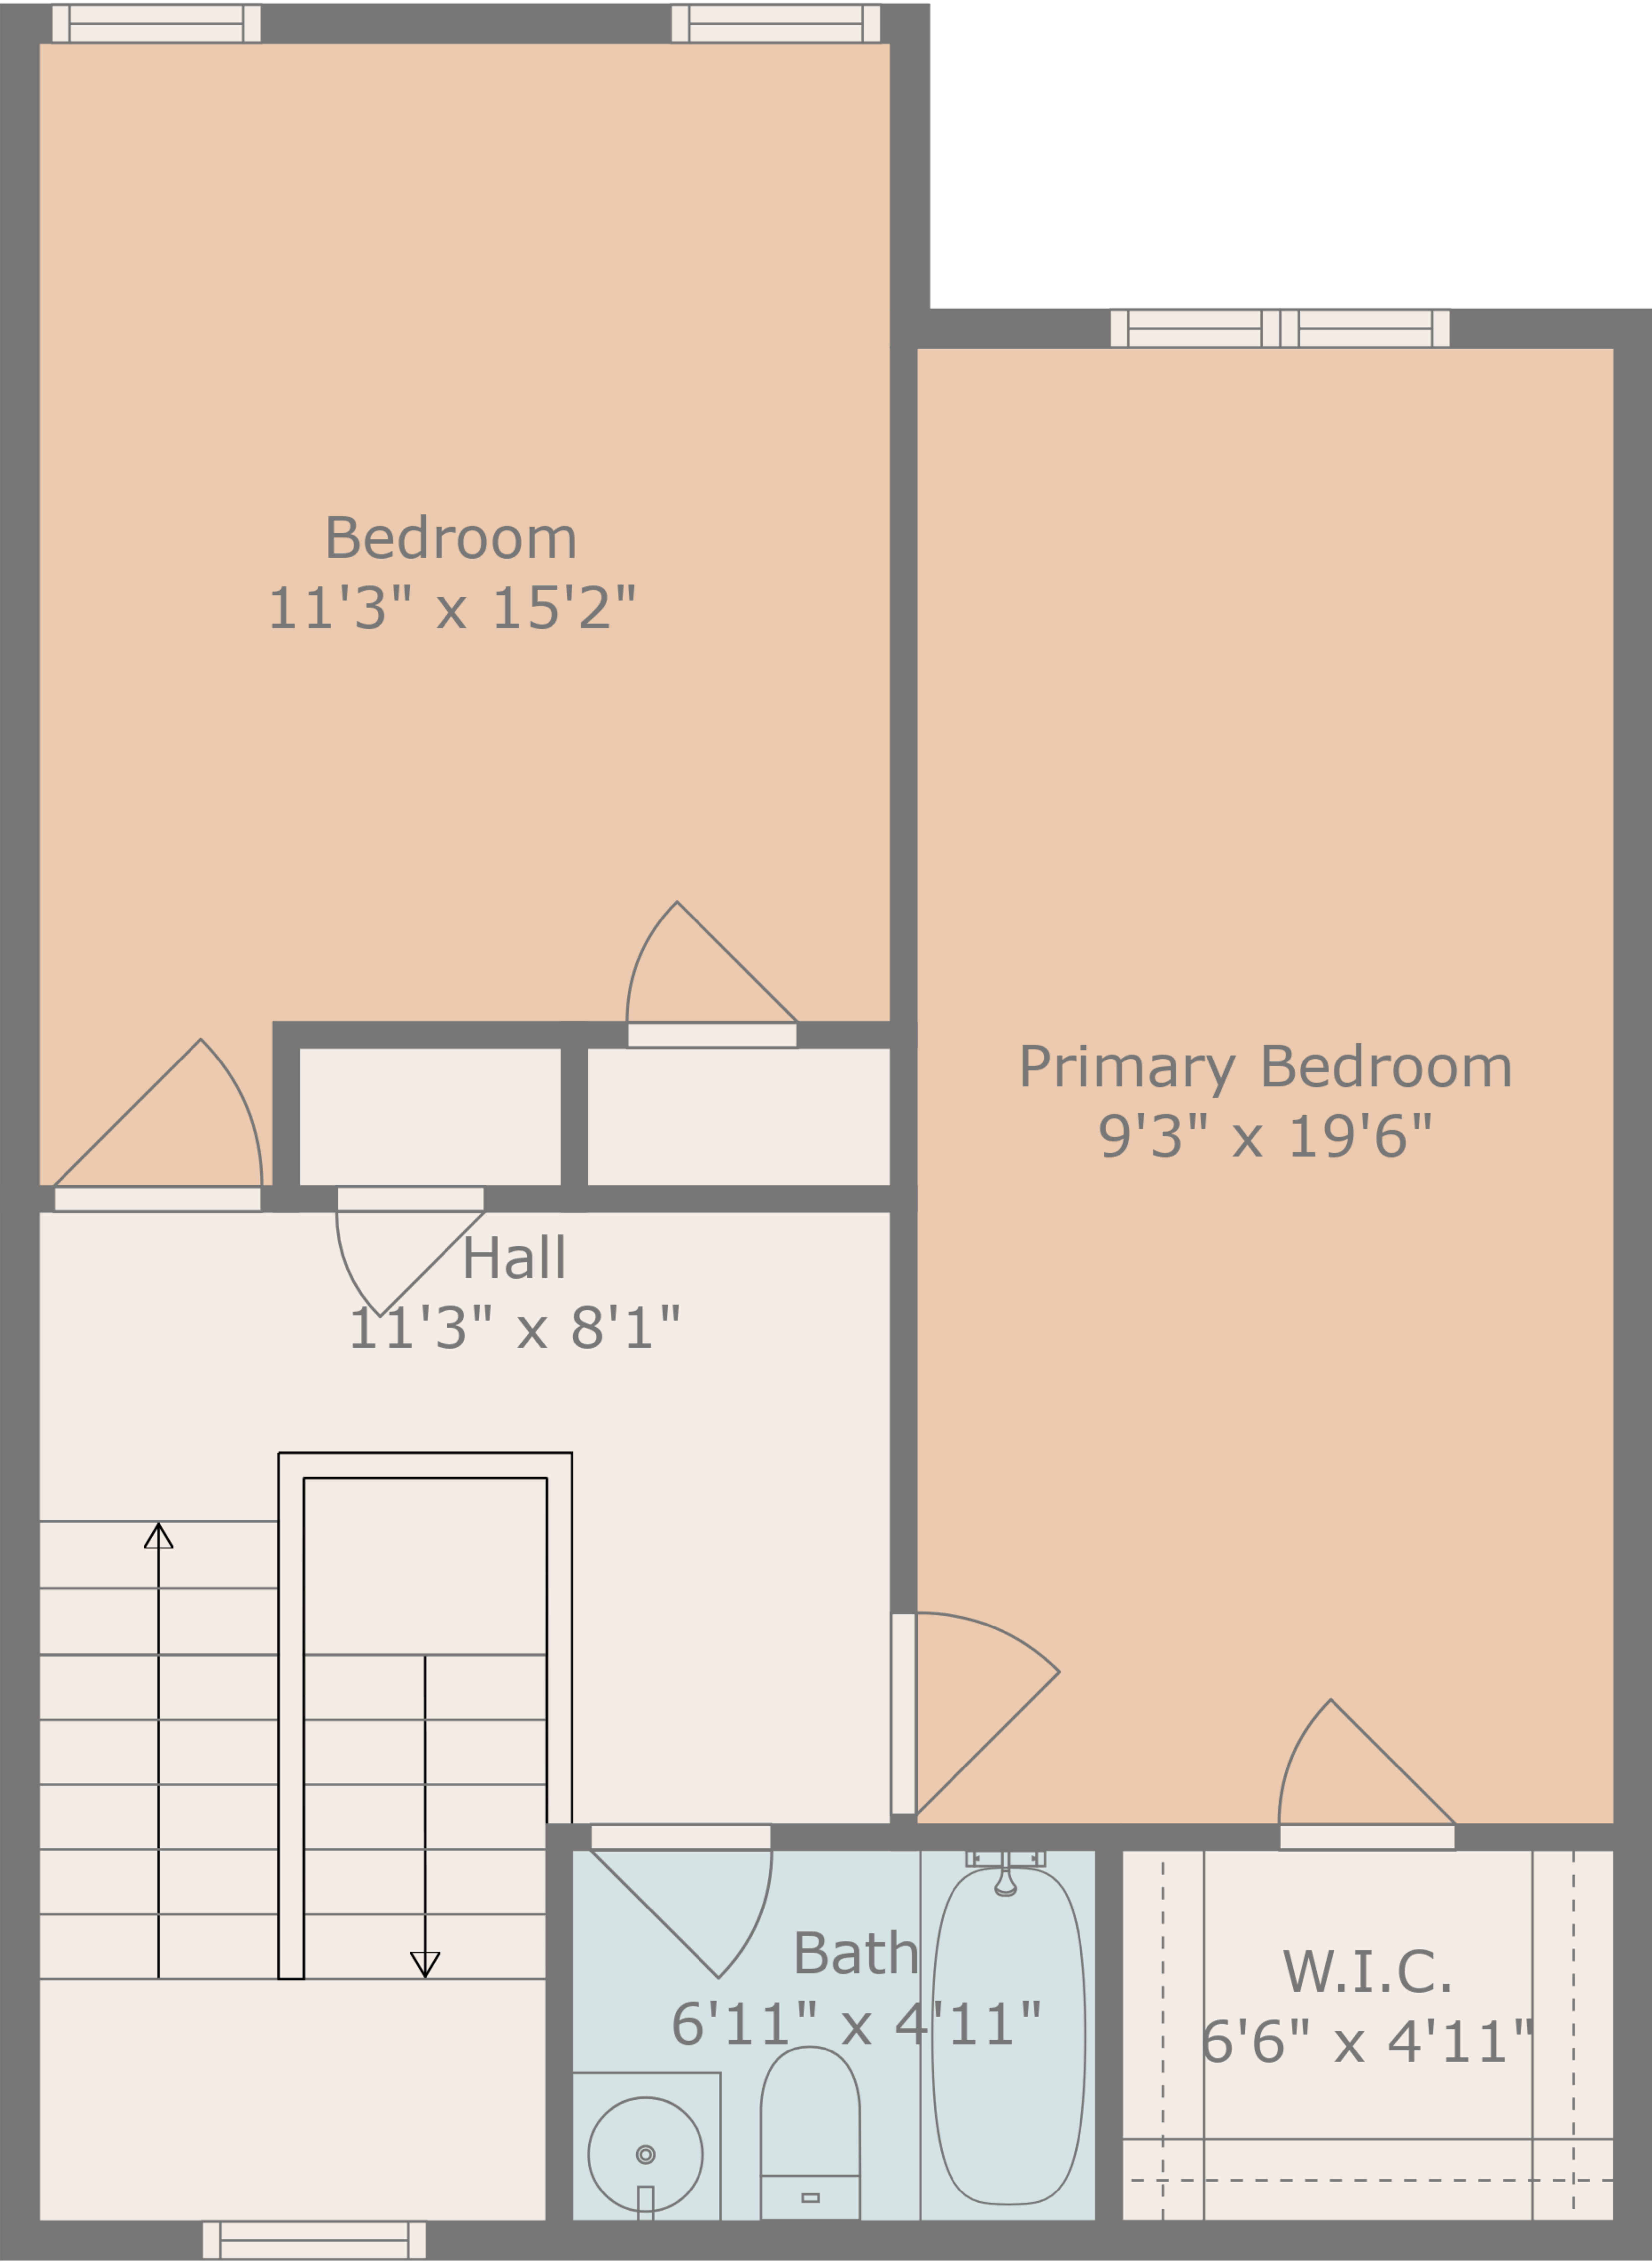 Bedroom
11'3" x 15'2"
Primary Bedroom
9'3" x 19'6"
Hall
11'3" x 8'1"
Bath
6'11" x 4'11"
W.I.C.
6'6" x 4'11"